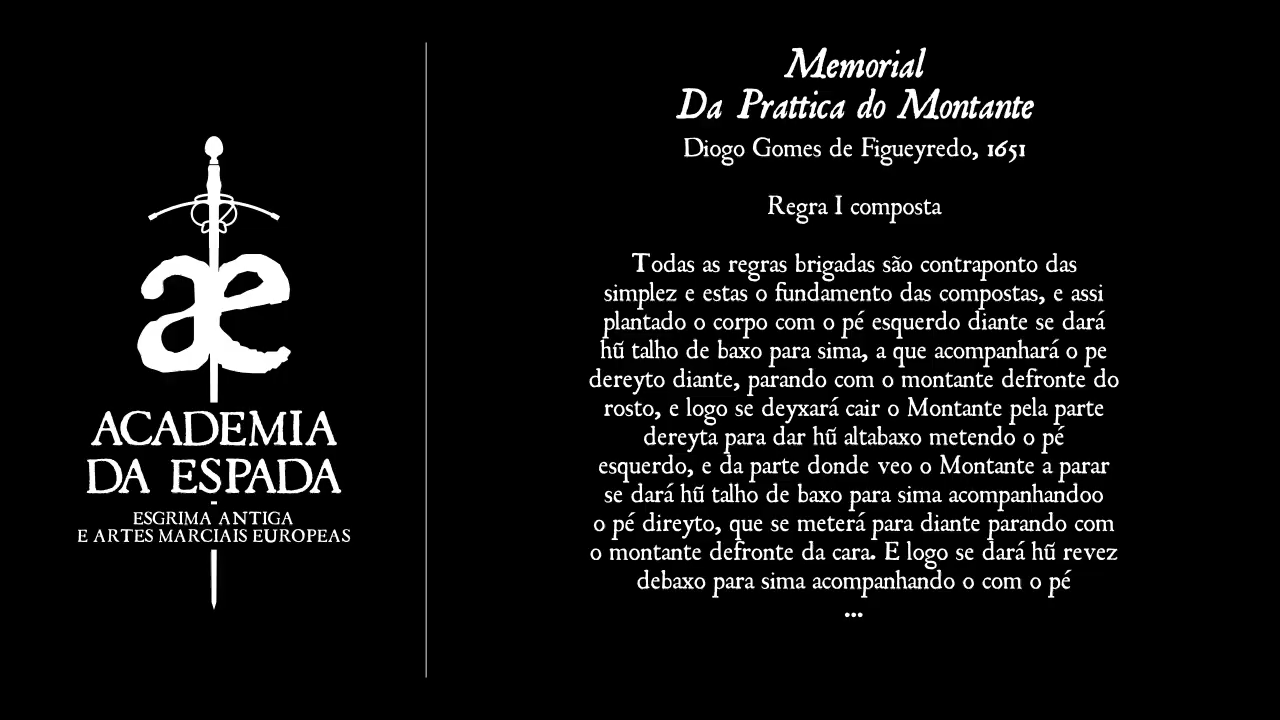 ACADEMIA
DA ESPADA
ESGRIMA ANTIGA
E ARTES MARCIAIS EUROPEAS
Memorial
Da Prattica do Montante
Diogo Gomes de Figueyredo, 1651
Regra I composta
Todas as regras brigadas são contraponto das
simplez e estas o fundamento das compostas, e assi
plantado o corpo com o pé esquerdo diante se dará
hũ talho de baxo para sima, a que acompanhará o pe
dereyto diante, parando com o montante defronte do
rosto, e logo se deyxará cair o Montante pela parte
dereyta para dar hũ altabaxo metendo o pé
esquerdo, e da parte donde veo o Montante a parar
se dará hũ talho de baxo para sima acompanhandoo
o pé direyto, que se meterá para diante parando com
o montante defronte da cara. E logo se dará hũ revez
debaxo para sima acompanhando o com o pé
...